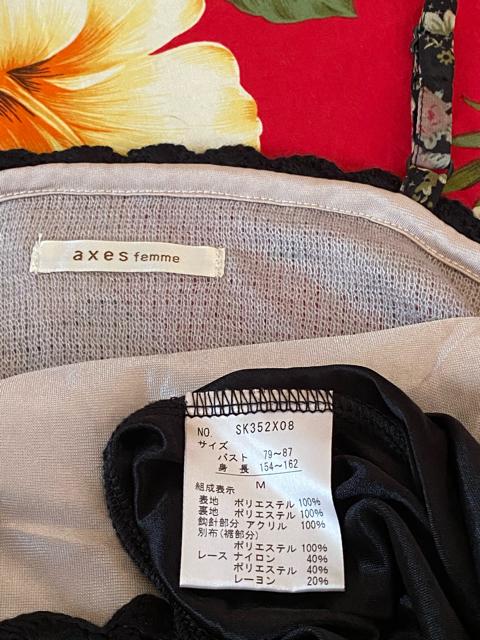 axes femme
NO. SK352X08
サイズ
バスト 79〜87
身長 154〜162
M
組成表示
表地 ポリエステル 100%
裏地 ポリエステル 100%
鈎針部分 アクリル 100%
別布(裾部分)
ポリエステル 100%
レース ナイロン 40%
ポリエステル 40%
レーヨン 20%